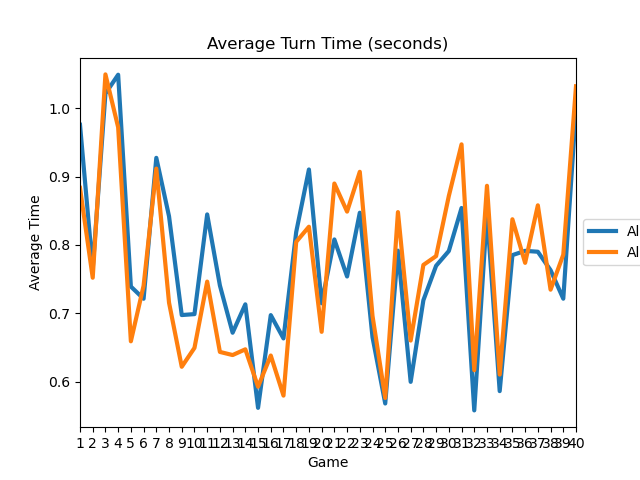 Average Turn Time (seconds)
1.0
0.9
0.8
0.7
0.6
Average Time
Al
Al
1 2 3 4 5 6 7 8 9 10 11 12 13 14 15 16 17 18 19 20 21 22 23 24 25 26 27 28 29 30 31 32 33 34 35 36 37 38 39 40
Game